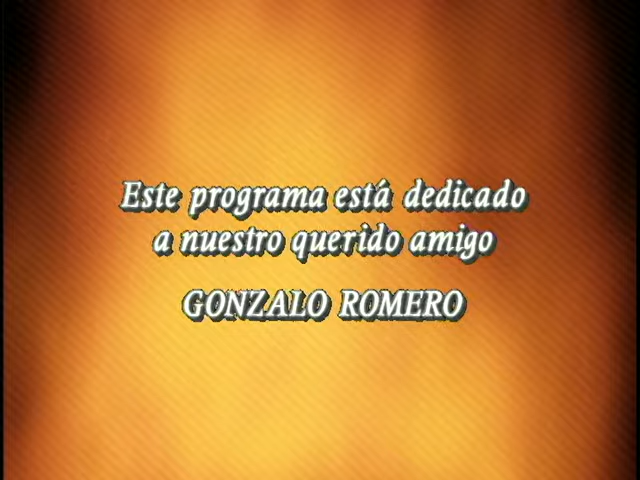 Este programa está dedicado
a nuestro querido amigo
GONZALO ROMERO